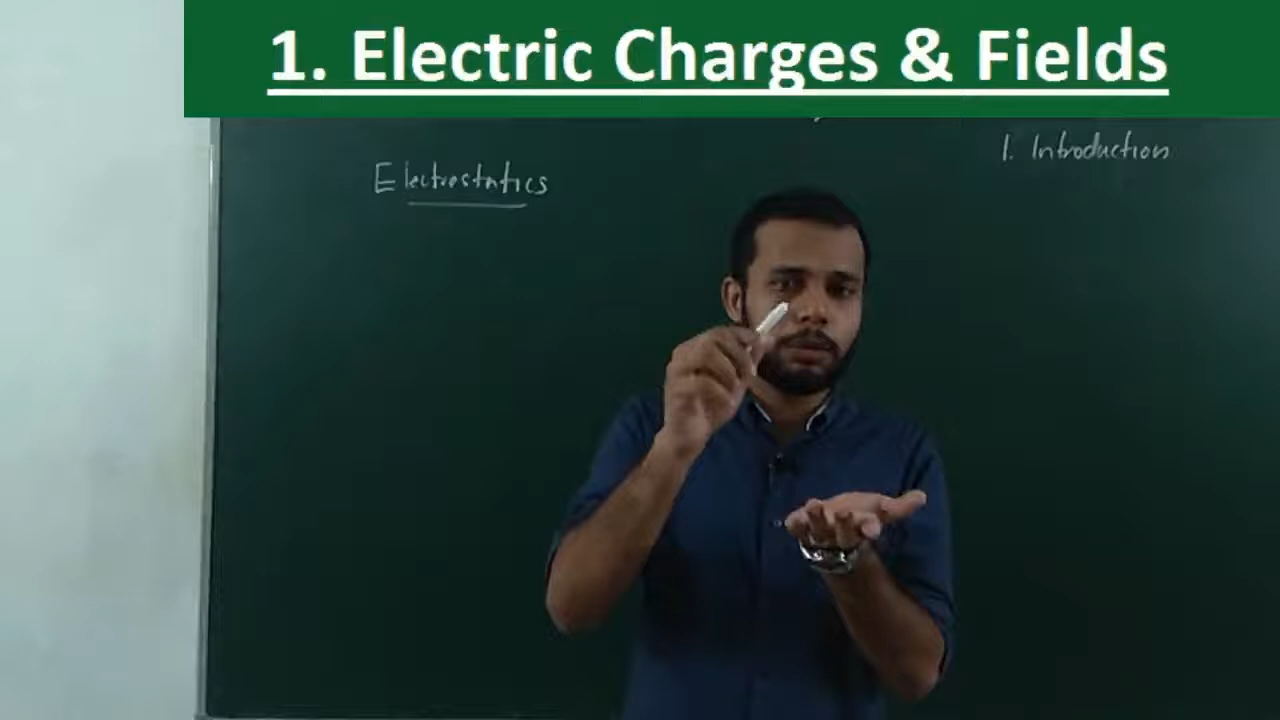 1. Electric Charges & Fields
1. Introduction
Electrostatics